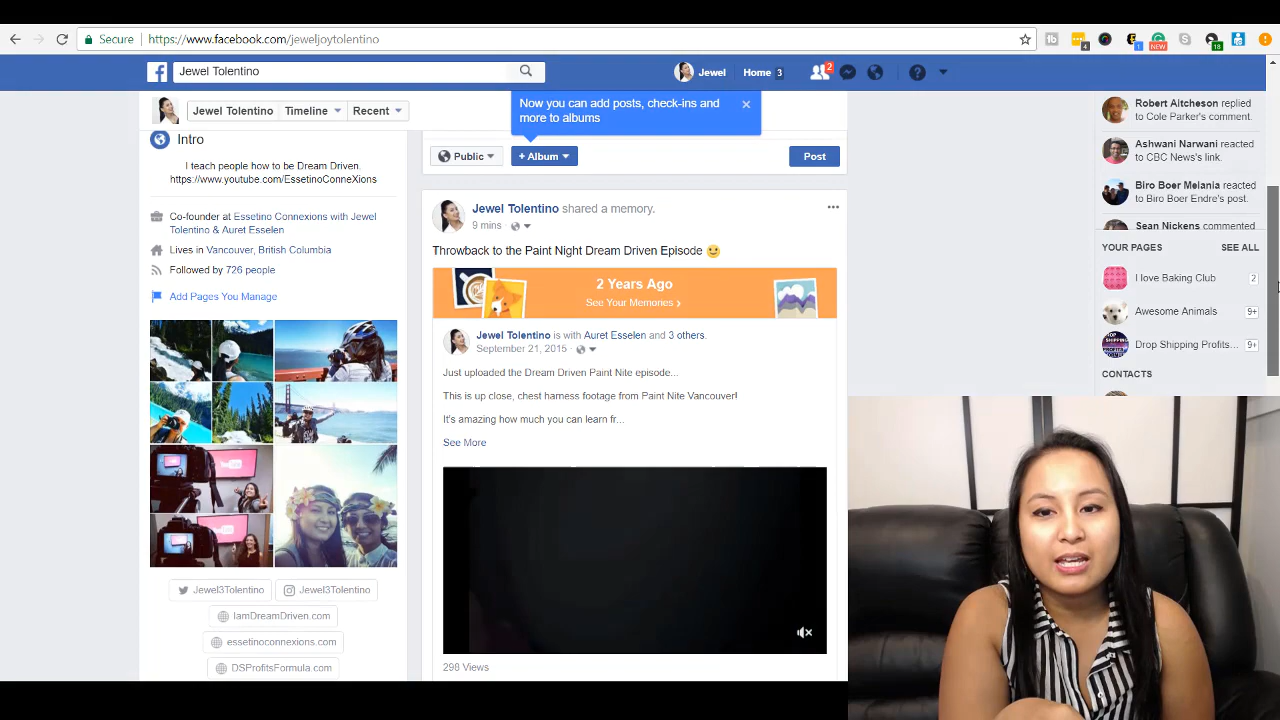 Secure
https://www.facebook.com/jeweljoytolentino
4
1
NEW
18
Jewel Tolentino
Jewel
Home 3
2
Jewel Tolentino
Timeline
Recent
Now you can add posts, check-ins and
more to albums
Public
+ Album
Post
Intro
I teach people how to be Dream Driven.
https://www.youtube.com/EssetinoConneXions
Co-founder at Essetino Connexions with Jewel
Tolentino & Auret Esselen
Lives in Vancouver, British Columbia
Followed by 726 people
Add Pages You Manage
Jewel3Tolentino
Jewel3Tolentino
IamDreamDriven.com
essetinoconnexions.com
DSProfitsFormula.com
Jewel Tolentino shared a memory.
9 mins
Throwback to the Paint Night Dream Driven Episode
2 Years Ago
See Your Memories
Jewel Tolentino is with Auret Esselen and 3 others.
September 21, 2015
Just uploaded the Dream Driven Paint Nite episode...
This is up close, chest harness footage from Paint Nite Vancouver!
It's amazing how much you can learn fr...
See More
298 Views
Robert Aitcheson replied
to Cole Parker's comment.
Ashwani Narwani reacted
to CBC News's link.
Biro Boer Melania reacted
to Biro Boer Endre's post.
Sean Nickens commented
YOUR PAGES
SEE ALL
I love Baking Club
2
Awesome Animals
9+
Drop Shipping Profits...
9+
CONTACTS